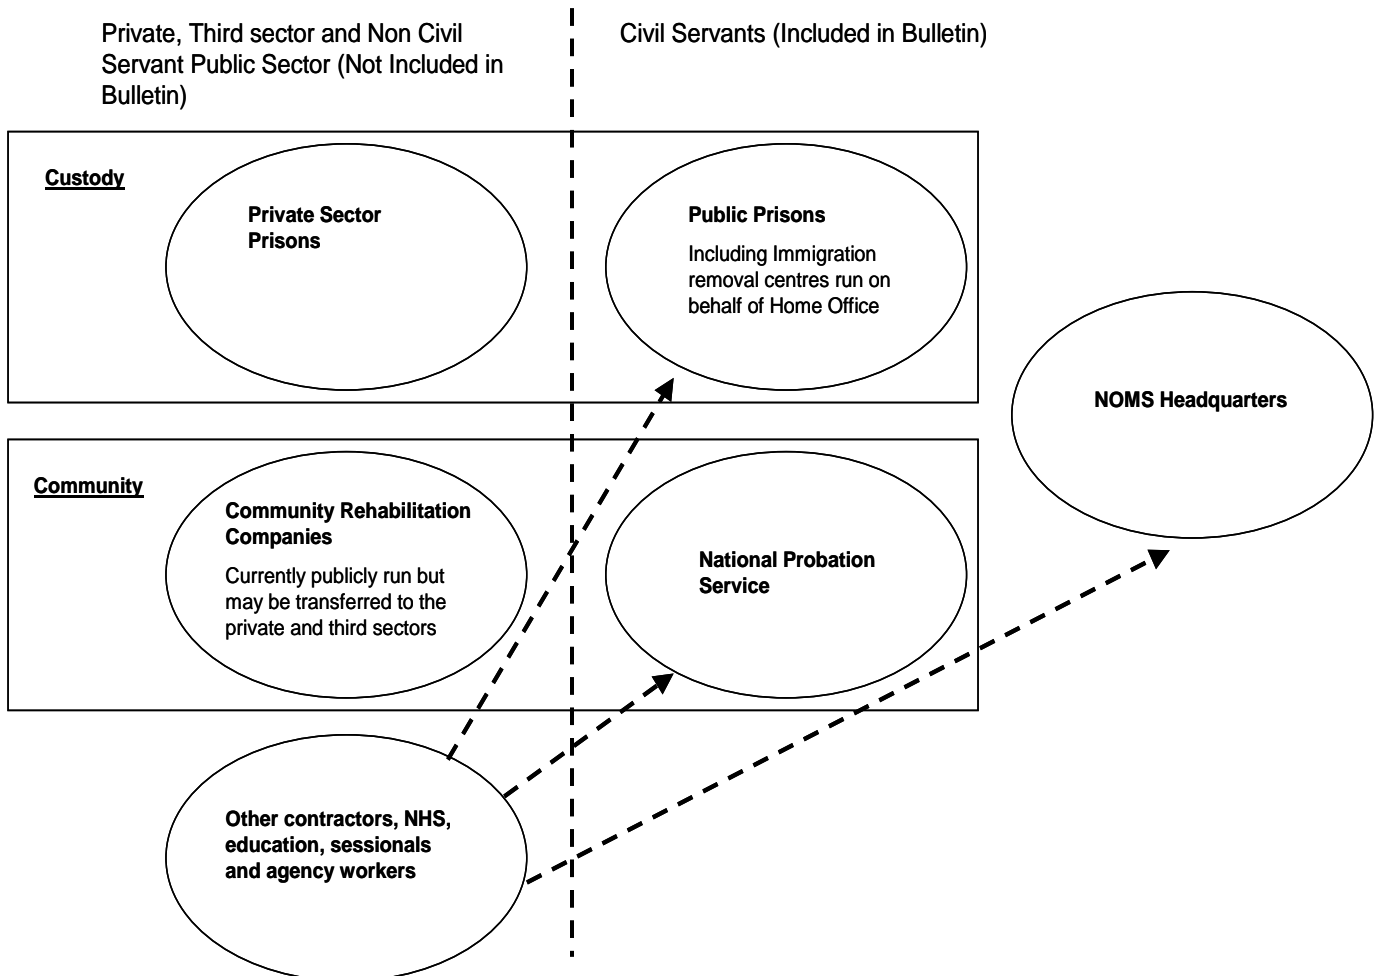 Private, Third sector and Non Civil
Servant Public Sector (Not Included in
Bulletin)
Civil Servants (Included in Bulletin)
Custody
Private Sector
Prisons
Public Prisons
Including Immigration
removal centres run on
behalf of Home Office
NOMS Headquarters
Community
Community Rehabilitation
Companies
Currently publicly run but
may be transferred to the
private and third sectors
National Probation
Service
Other contractors, NHS,
education, sessionals
and agency workers